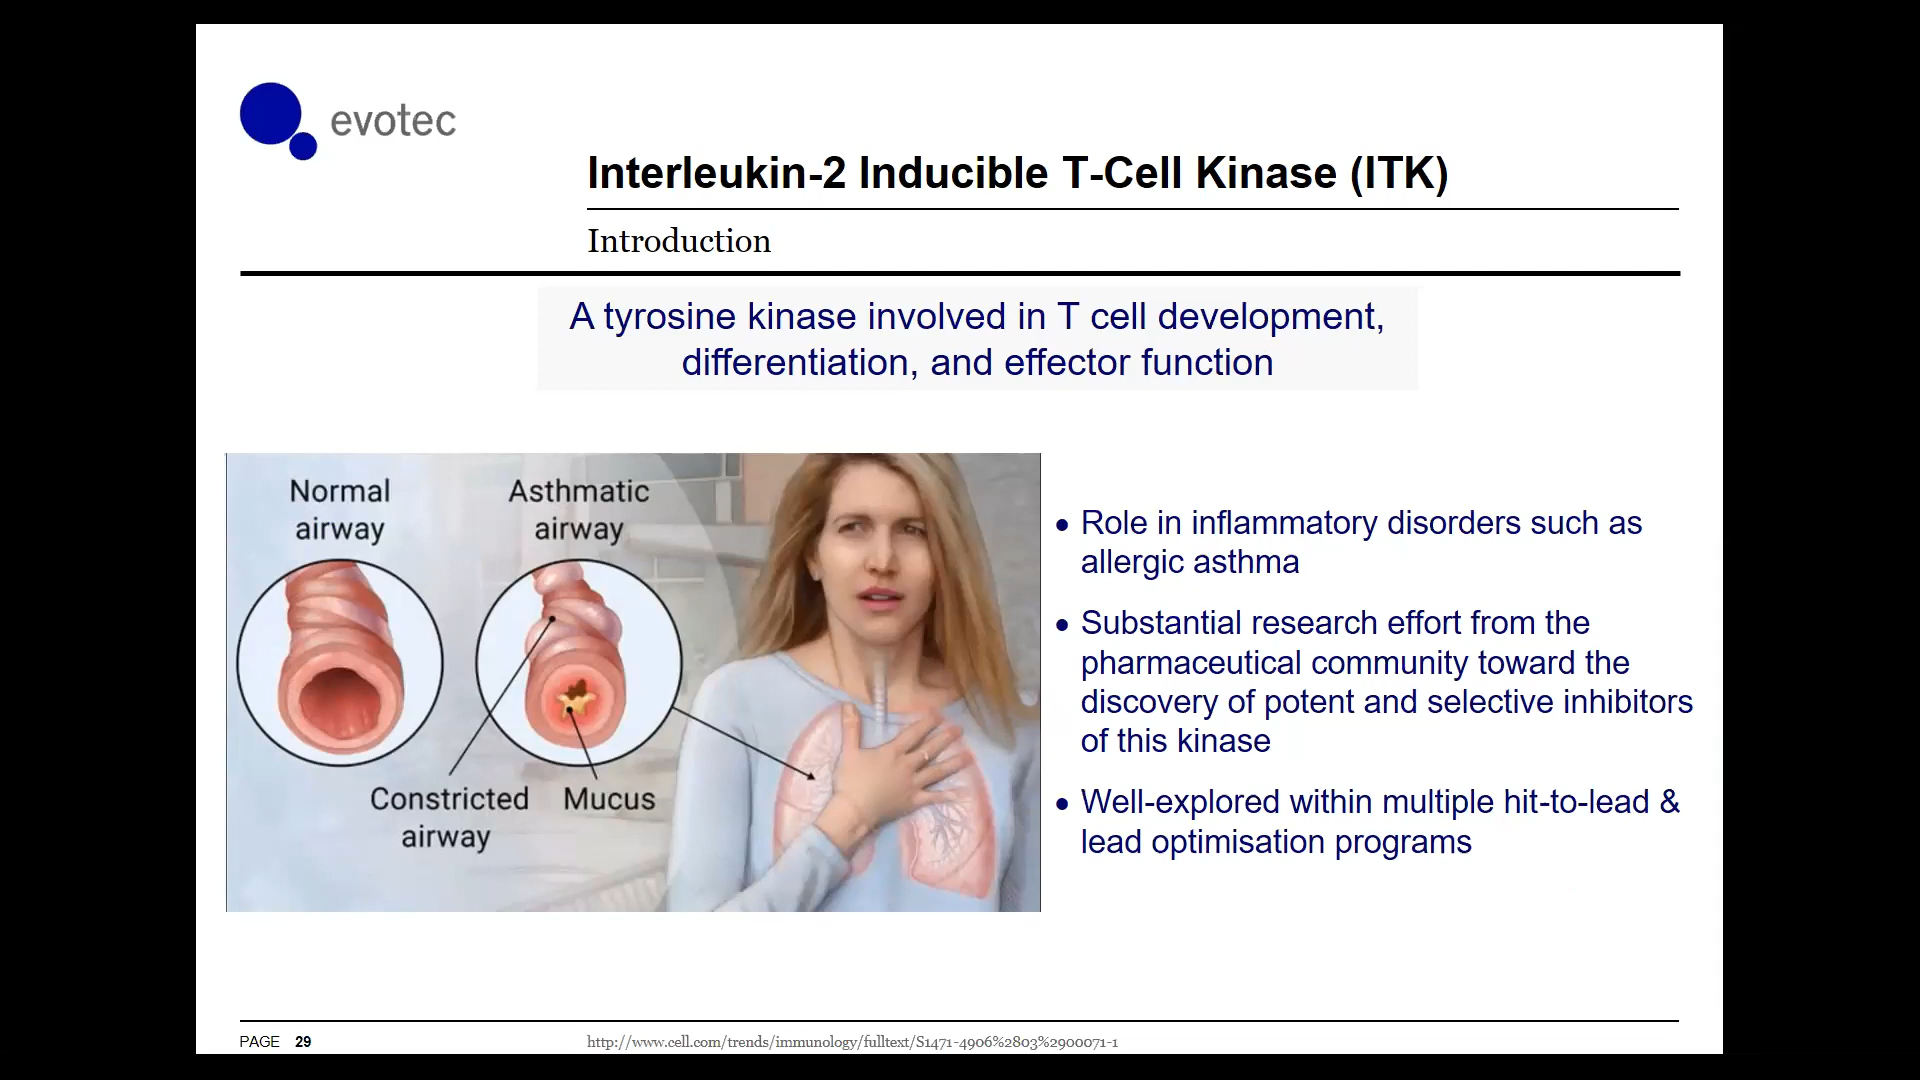 evotec
Interleukin-2 Inducible T-Cell Kinase (ITK)
Introduction
A tyrosine kinase involved in T cell development,
differentiation, and effector function
Normal
airway
Asthmatic
airway
Constricted
airway
Mucus
• Role in inflammatory disorders such as
allergic asthma
• Substantial research effort from the
pharmaceutical community toward the
discovery of potent and selective inhibitors
of this kinase
• Well-explored within multiple hit-to-lead &
lead optimisation programs
PAGE 29
http://www.cell.com/trends/immunology/fulltext/S1471-4906%2803%2900071-1